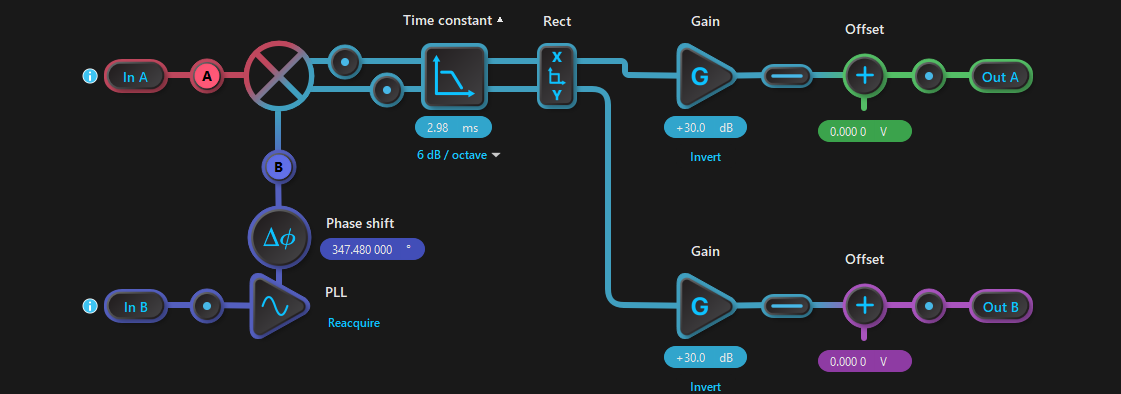 Time constant
Rect
Gain
Offset
i
In A
A
X
Y
G
+
Out A
2.98 ms
+30.0 dB
0.000 0 V
6 dB / octave
Invert
B
Δϕ
Phase shift
347.480 000 °
Gain
Offset
PLL
i
In B
G
+
Out B
Reacquire
+30.0 dB
0.000 0 V
Invert